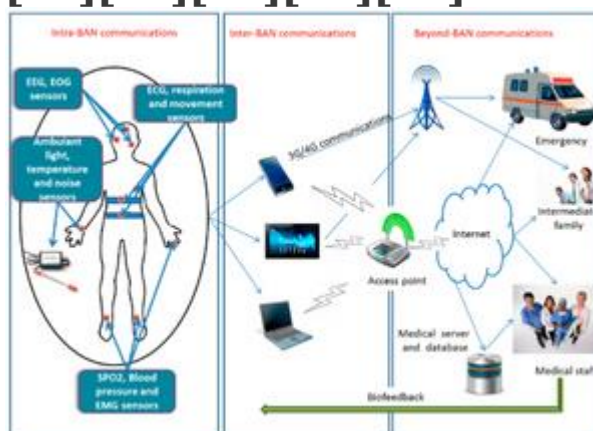 Intra-BAN communications
Inter-BAN communications
Beyond-BAN communications
EEG, EOG
sensors
ECG, respiration
and movement
sensors
Ambulant
light,
temperature
and noise
sensors
SPO2, Blood
pressure and
EMG sensors
3G/4G communications
Access point
Internet
Emergency
Intermediate
family
Medical server
and database
Medical staff
Biofeedback